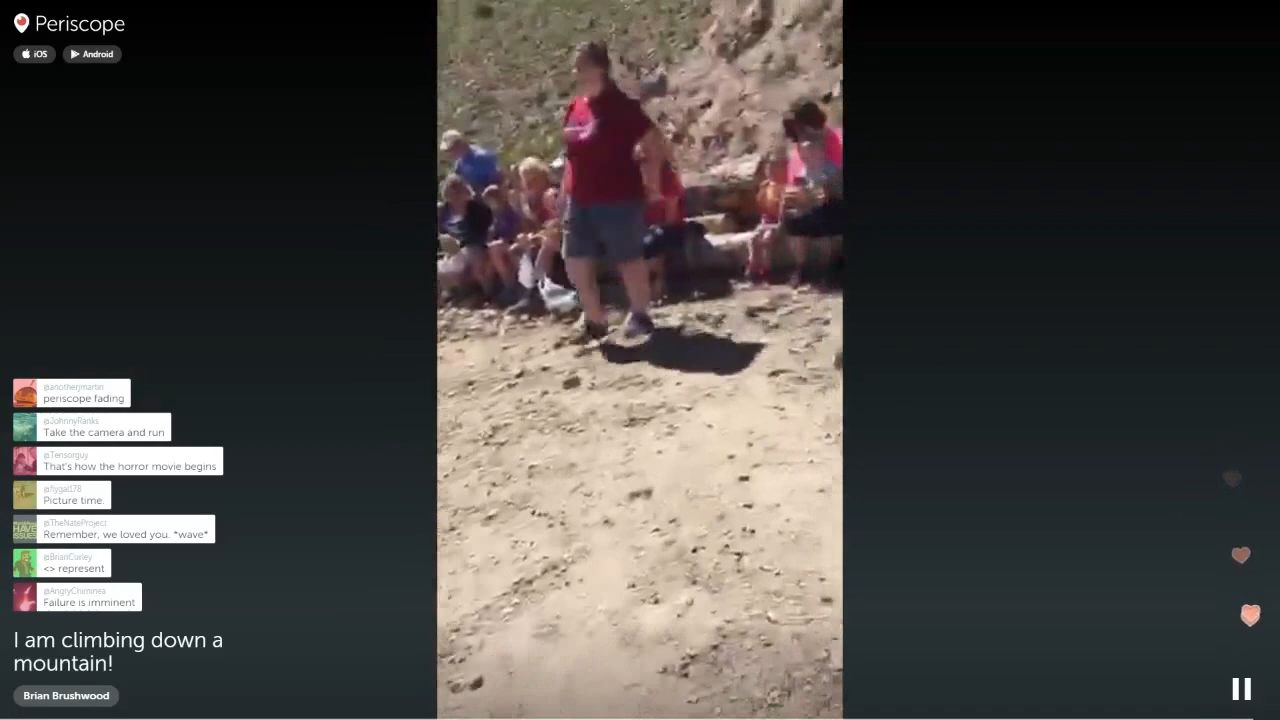 Periscope
iOS
Android
@anotherjmartin
periscope fading
@JohnnyRanks
Take the camera and run
@Tensorguy
That's how the horror movie begins
@flygal178
Picture time.
@TheNateProject
Remember, we loved you. *wave*
@BrianCurley
<> represent
@AngryChiminea
Failure is imminent
I am climbing down a
mountain!
Brian Brushwood